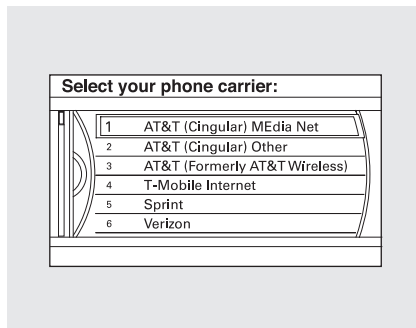 Select your phone carrier:
1 AT&T (Cingular) MEdia Net
2 AT&T (Cingular) Other
3 AT&T (Formerly AT&T Wireless)
4 T-Mobile Internet
5 Sprint
6 Verizon